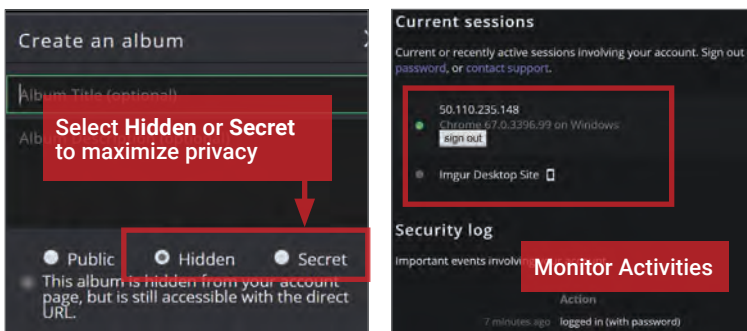 Create an album
Album Title (optional)
Select Hidden or Secret
to maximize privacy
Public Hidden Secret
This album is hidden from your account
page, but is still accessible with the direct
URL.
Current sessions
Current or recently active sessions involving your account. Sign out
password, or contact support.
50.110.235.148
Chrome 67.0.3396.99 on Windows
sign out
Imgur Desktop Site
Security log
Important events involving
Monitor Activities
Action
7 minutes ago logged in (with password)